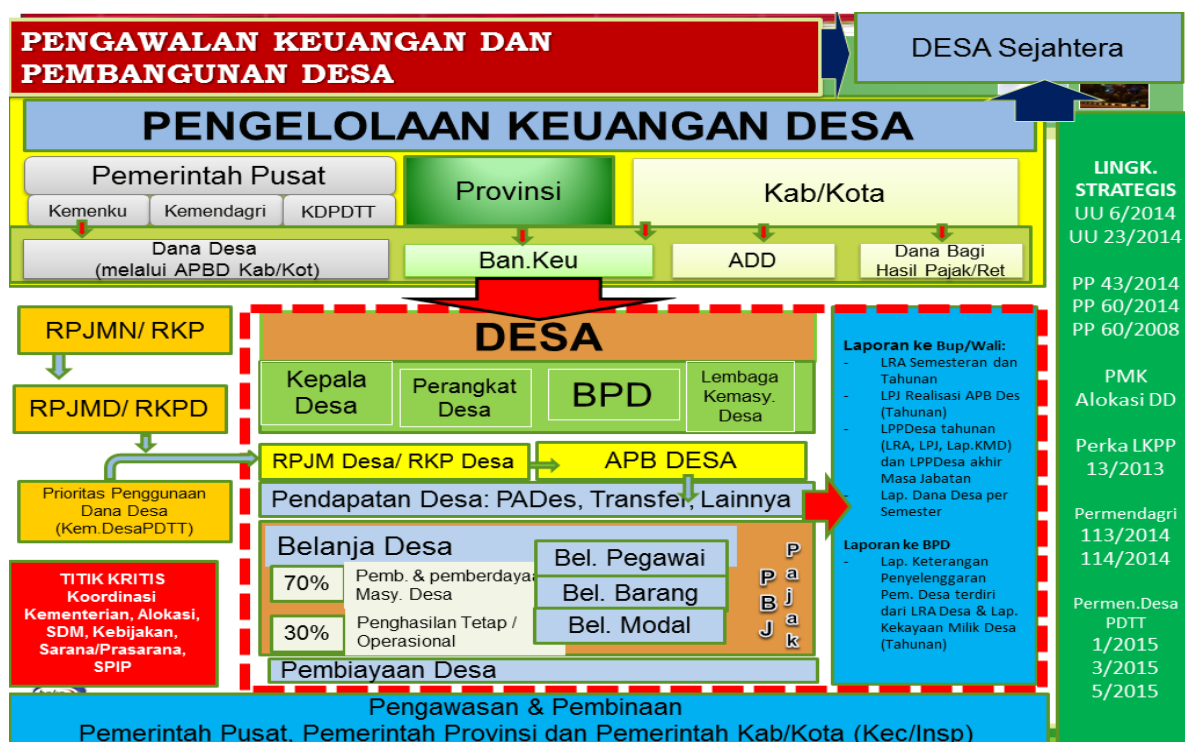 PENGAWALAN KEUANGAN DAN
PEMBANGUNAN DESA
DESA Sejahtera
PENGELOLAAN KEUANGAN DESA
Pemerintah Pusat
Kemenku
Kemendagri
KDPDTT
Provinsi
Kab/Kota
Dana Desa
(melalui APBD Kab/Kot)
Ban.Keu
ADD
Dana Bagi
Hasil Pajak/Ret
RPJMN/ RKP
RPJMD/ RKPD
Prioritas Penggunaan
Dana Desa
(Kem.DesaPDTT)
TITIK KRITIS
Koordinasi
Kementerian, Alokasi,
SDM, Kebijakan,
Sarana/Prasarana,
SPIP
DESA
Kepala
Desa
Perangkat
Desa
BPD
Lembaga
Kemasy.
Desa
RPJM Desa/ RKP Desa
APB DESA
Pendapatan Desa: PADes, Transfer, Lainnya
Belanja Desa
70%
Pemb. & pemberdaya
Masy. Desa
30%
Penghasilan Tetap /
Operasional
Bel. Pegawai
Bel. Barang
Bel. Modal
PBJ
Pajak
Pembiayaan Desa
Laporan ke Bup/Wali:
- LRA Semesteran dan
Tahunan
- LPJ Realisasi APB Des
(Tahunan)
- LPPDesa tahunan
(LRA, LPJ, Lap.KMD)
dan LPPDesa akhir
Masa Jabatan
- Lap. Dana Desa per
Semester
Laporan ke BPD
- Lap. Keterangan
Penyelenggaran
Pem. Desa terdiri
dari LRA Desa & Lap.
Kekayaan Milik Desa
(Tahunan)
LINGK.
STRATEGIS
UU 6/2014
UU 23/2014
PP 43/2014
PP 60/2014
PP 60/2008
PMK
Alokasi DD
Perka LKPP
13/2013
Permendagri
113/2014
114/2014
Permen.Desa
PDTT
1/2015
3/2015
5/2015
Pengawasan & Pembinaan
Pemerintah Pusat, Pemerintah Provinsi dan Pemerintah Kab/Kota (Kec/Insp)